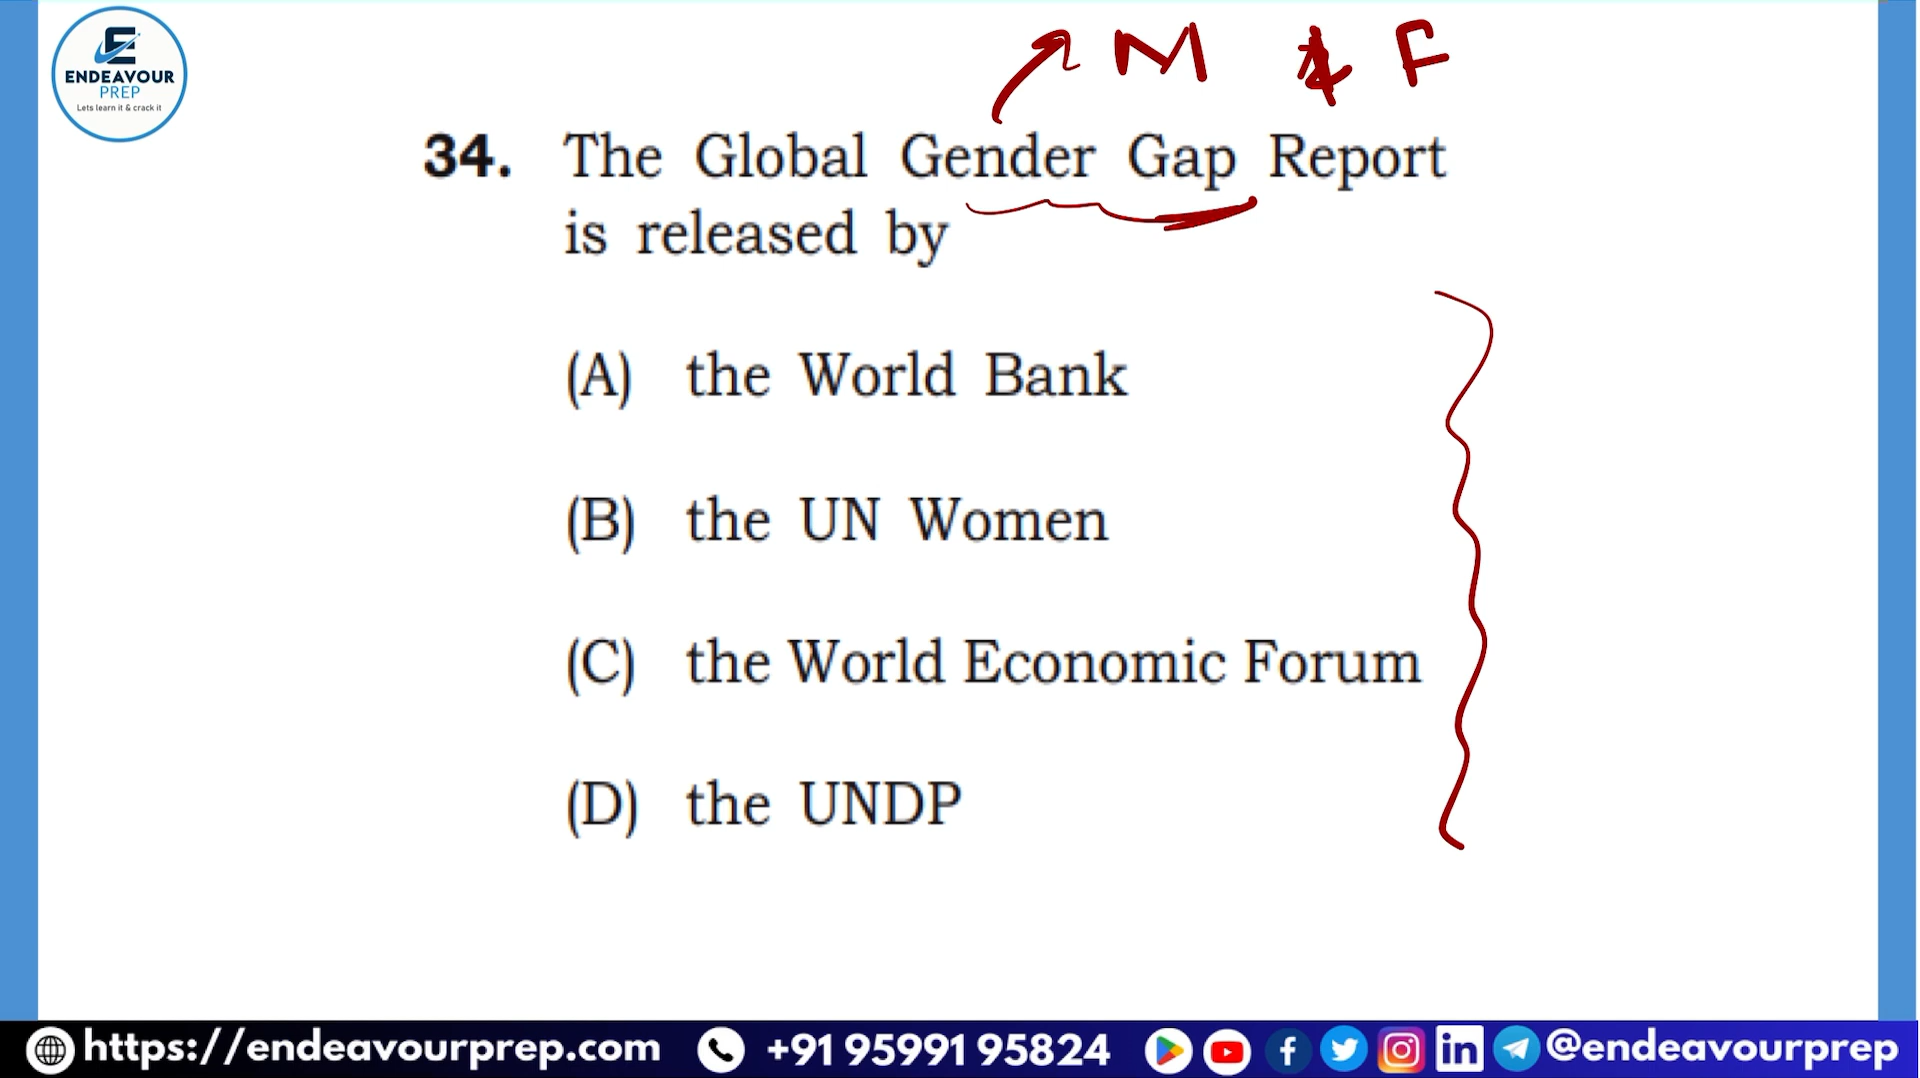 ENDEAVOUR
PREP
Lets learn it & crack it
M & F
34. The Global Gender Gap Report
is released by
(A) the World Bank
(B) the UN Women
(C) the World Economic Forum
(D) the UNDP
https://endeavourprep.com +91 95991 95824 @endeavourprep